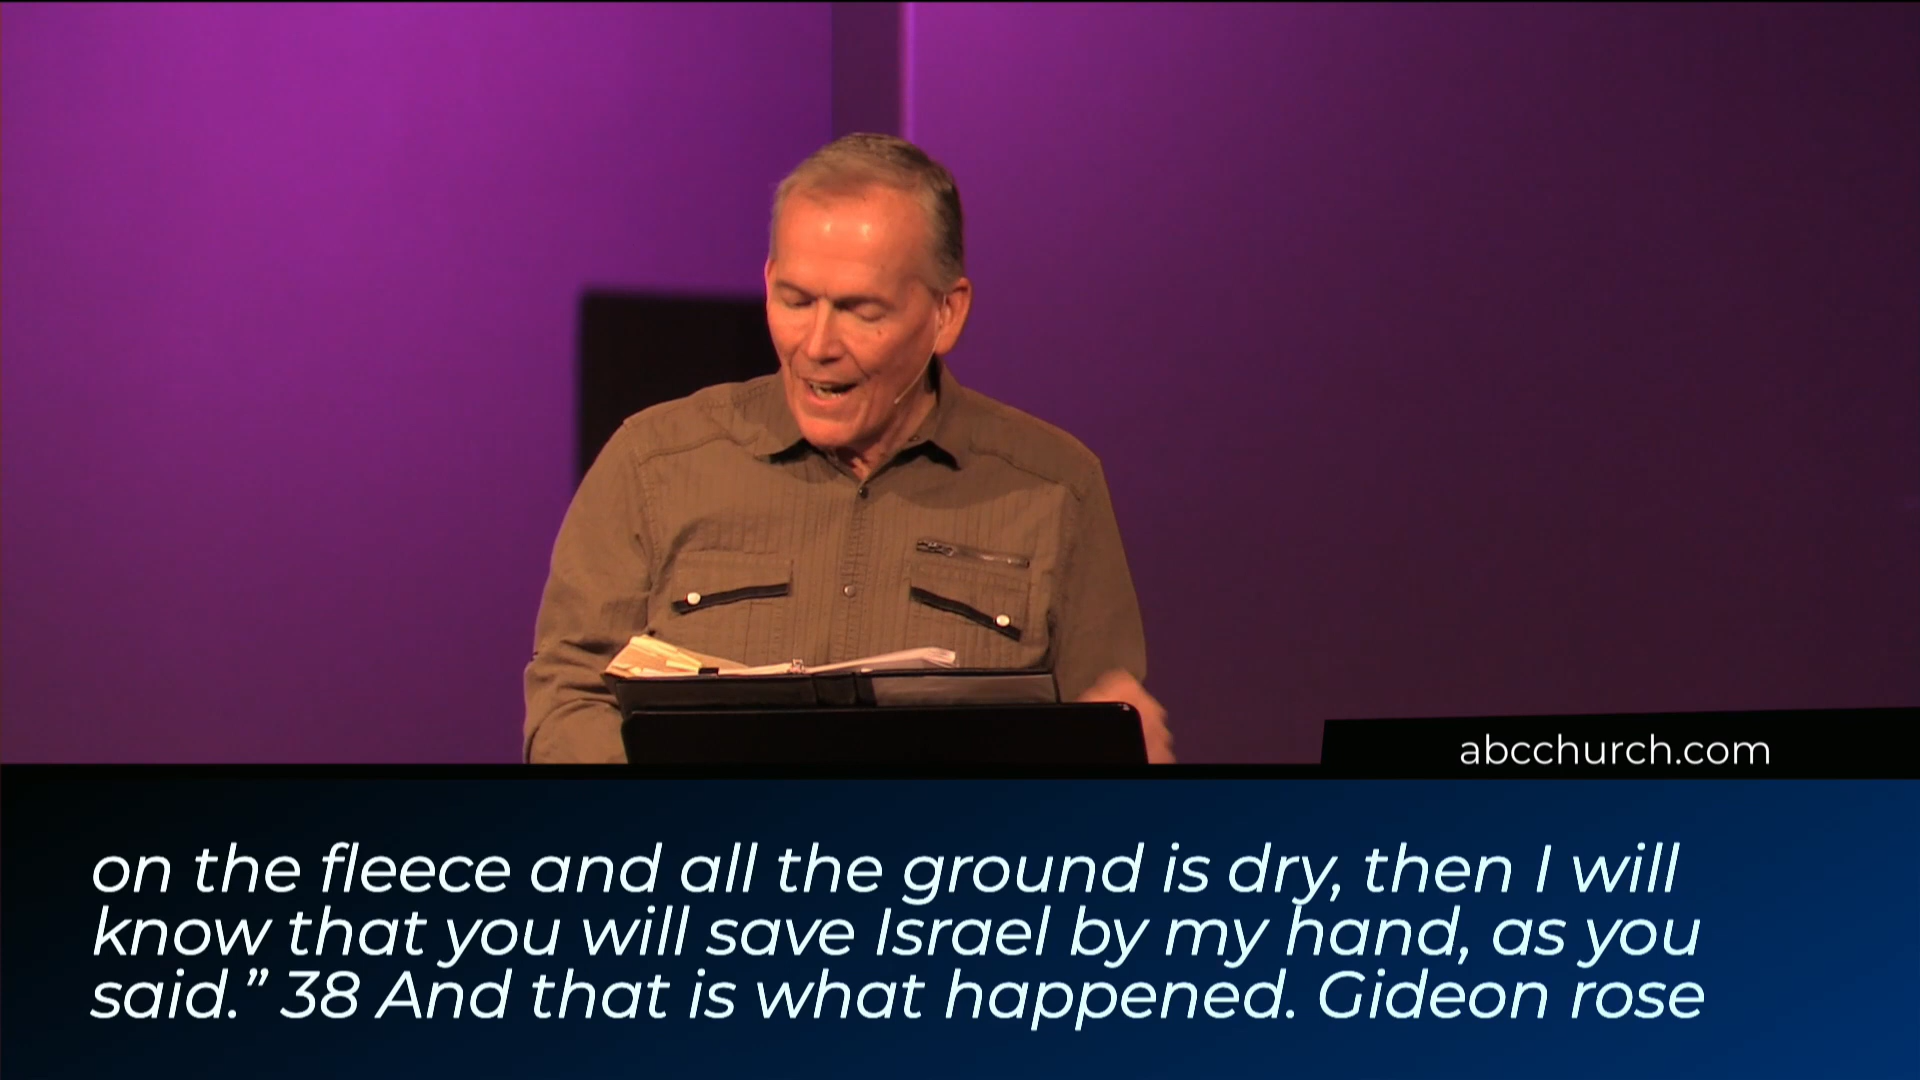 abcchurch.com
on the fleece and all the ground is dry, then I will
know that you will save Israel by my hand, as you
said.” 38 And that is what happened. Gideon rose